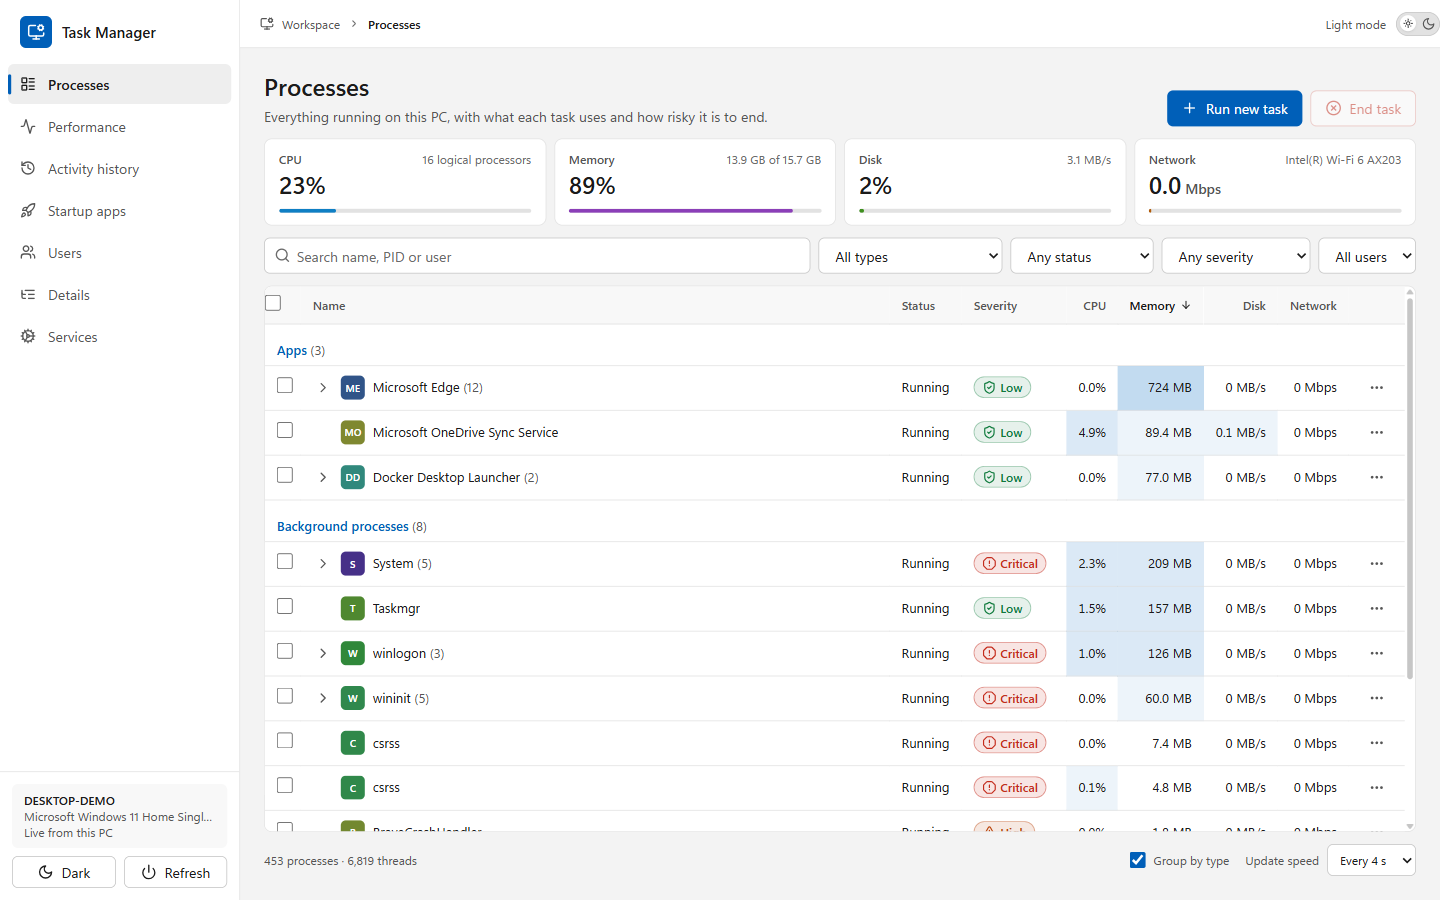 Task Manager
Processes
Performance
Activity history
Startup apps
Users
Details
Services
DESKTOP-DEMO
Microsoft Windows 11 Home Singl...
Live from this PC
Dark
Refresh
Workspace
Processes
Light mode
Processes
Everything running on this PC, with what each task uses and how risky it is to end.
Run new task
End task
CPU 16 logical processors
23%
Memory 13.9 GB of 15.7 GB
89%
Disk 3.1 MB/s
2%
Network Intel(R) Wi-Fi 6 AX203
0.0 Mbps
Search name, PID or user
All types
Any status
Any severity
All users
Name Status Severity CPU Memory Disk Network
Apps (3)
ME Microsoft Edge (12) Running Low 0.0% 724 MB 0 MB/s 0 Mbps
MO Microsoft OneDrive Sync Service Running Low 4.9% 89.4 MB 0.1 MB/s 0 Mbps
DD Docker Desktop Launcher (2) Running Low 0.0% 77.0 MB 0 MB/s 0 Mbps
Background processes (8)
S System (5) Running Critical 2.3% 209 MB 0 MB/s 0 Mbps
T Taskmgr Running Low 1.5% 157 MB 0 MB/s 0 Mbps
W winlogon (3) Running Critical 1.0% 126 MB 0 MB/s 0 Mbps
W wininit (5) Running Critical 0.0% 60.0 MB 0 MB/s 0 Mbps
C csrss Running Critical 0.0% 7.4 MB 0 MB/s 0 Mbps
C csrss Running Critical 0.1% 4.8 MB 0 MB/s 0 Mbps
BraveCrashHandler Running High 0.0% 1.8 MB 0 MB/s 0 Mbps
453 processes · 6,819 threads
Group by type
Update speed
Every 4 s